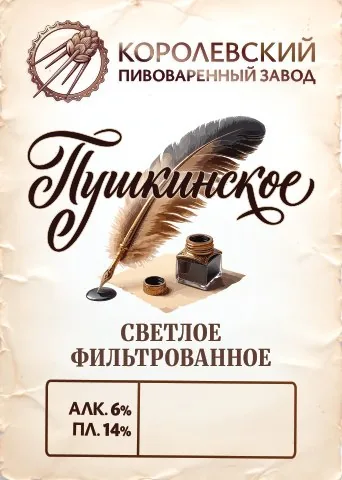 КОРОЛЕВСКИЙ
ПИВОВАРЕННЫЙ ЗАВОД
Пушкинское
СВЕТЛОЕ
ФИЛЬТРОВАННОЕ
АЛК. 6%
ПЛ. 14%